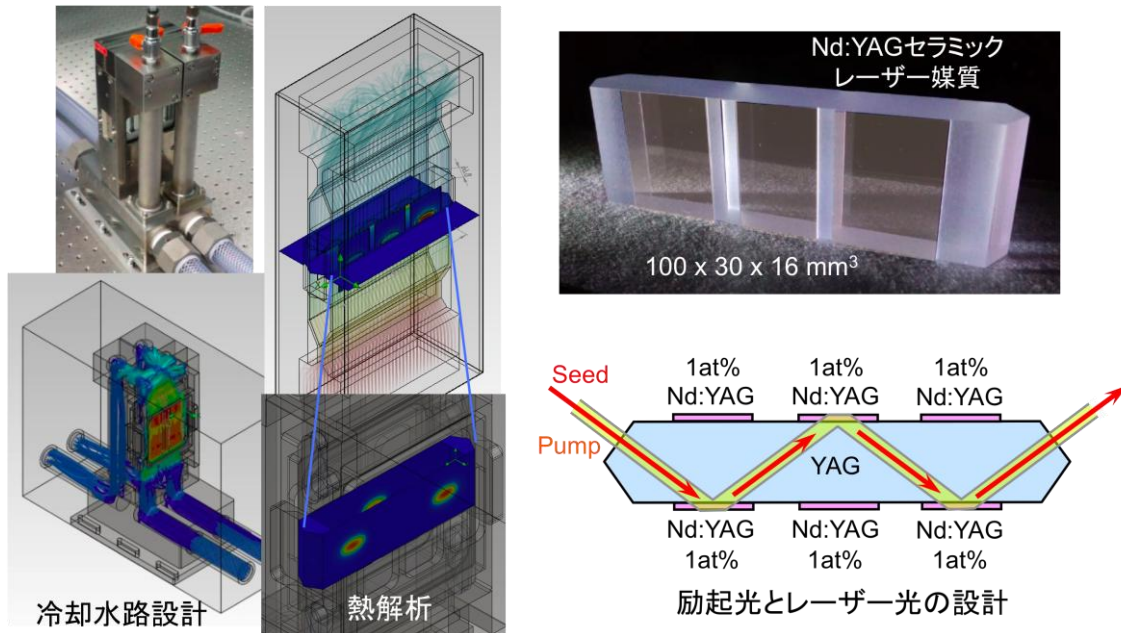 Nd:YAGセラミック
レーザー媒質
100 x 30 x 16 mm³
冷却水路設計
熱解析
1at%
Nd:YAG
1at%
Nd:YAG
1at%
Nd:YAG
Seed
Pump
YAG
Nd:YAG
1at%
Nd:YAG
1at%
Nd:YAG
1at%
励起光とレーザー光の設計